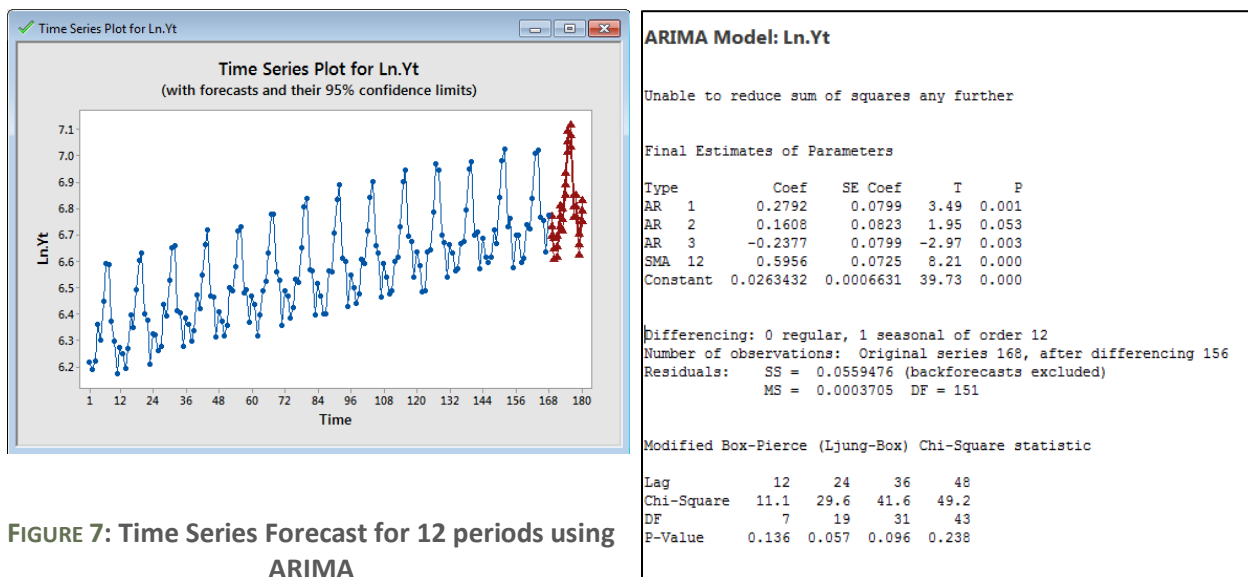 Time Series Plot for Ln.Yt
Time Series Plot for Ln.Yt
(with forecasts and their 95% confidence limits)
Ln.Yt
7.1
7.0
6.9
6.8
6.7
6.6
6.5
6.4
6.3
6.2
1 12 24 36 48 60 72 84 96 108 120 132 144 156 168 180
Time
FIGURE 7: Time Series Forecast for 12 periods using
ARIMA
ARIMA Model: Ln.Yt
Unable to reduce sum of squares any further
Final Estimates of Parameters
Type Coef SE Coef T P
AR 1 0.2792 0.0799 3.49 0.001
AR 2 0.1608 0.0823 1.95 0.053
AR 3 -0.2377 0.0799 -2.97 0.003
SMA 12 0.5956 0.0725 8.21 0.000
Constant 0.0263432 0.0006631 39.73 0.000
Differencing: 0 regular, 1 seasonal of order 12
Number of observations: Original series 168, after differencing 156
Residuals: SS = 0.0559476 (backforecasts excluded)
MS = 0.0003705 DF = 151
Modified Box-Pierce (Ljung-Box) Chi-Square statistic
Lag 12 24 36 48
Chi-Square 11.1 29.6 41.6 49.2
DF 7 19 31 43
P-Value 0.136 0.057 0.096 0.238